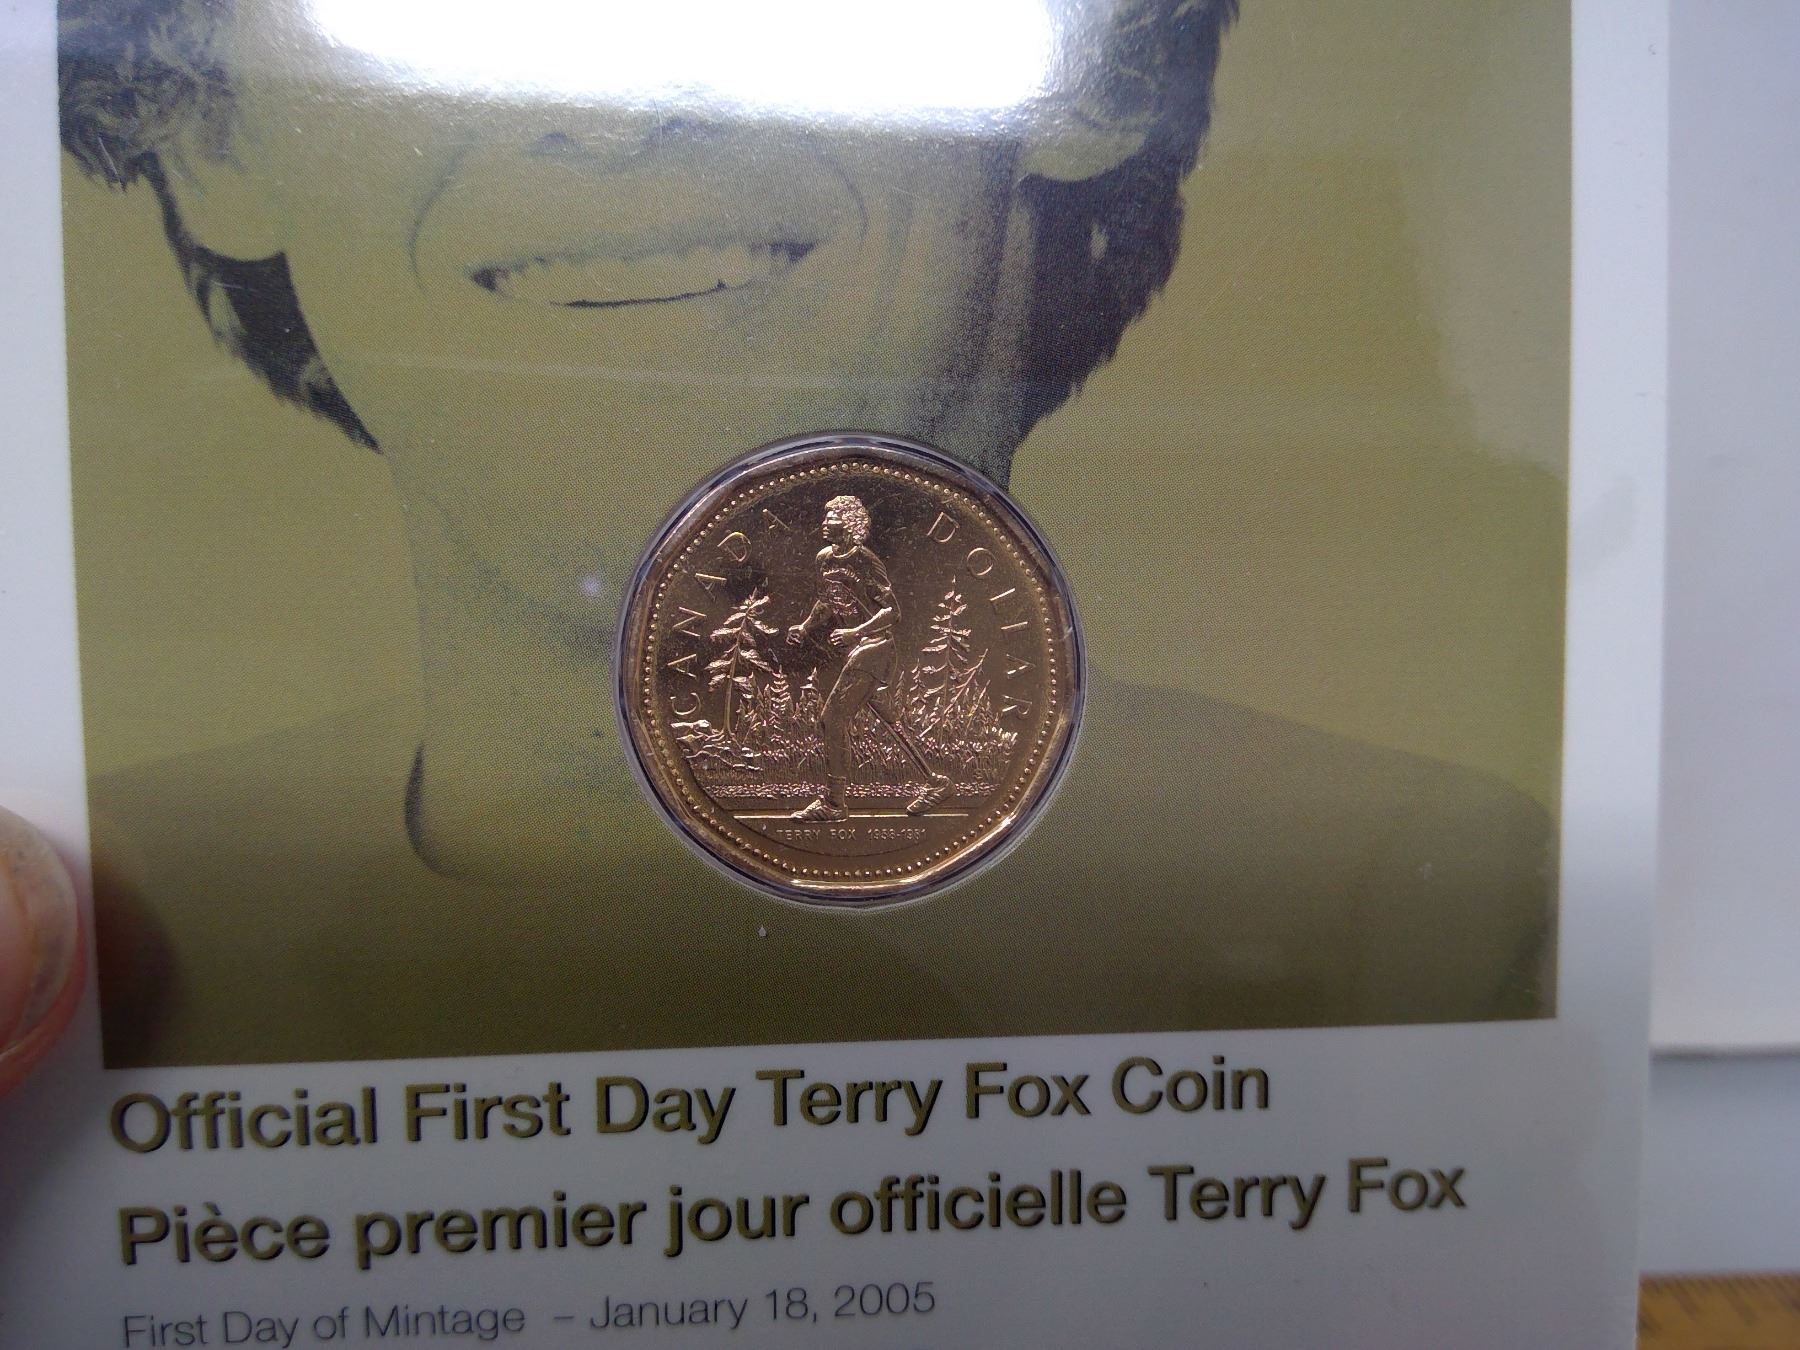 CANADA DOLLAR
TERRY FOX 1958-1981
Official First Day Terry Fox Coin
Pièce premier jour officielle Terry Fox
First Day of Mintage – January 18, 2005